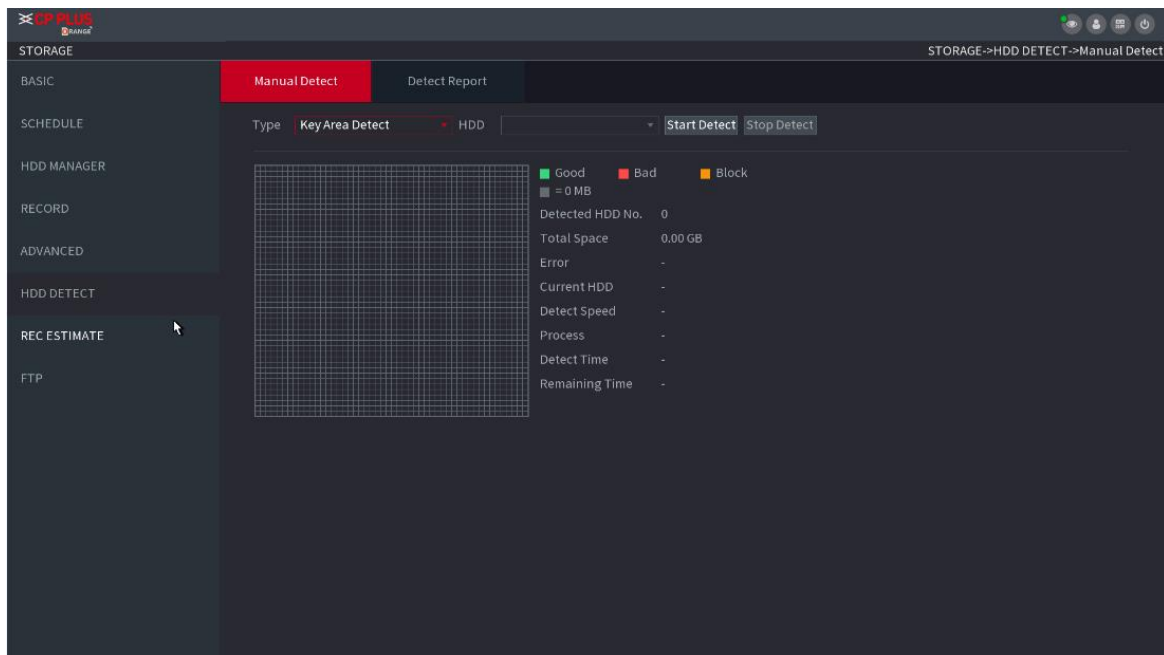 CP PLUS
ORANGE
STORAGE
STORAGE->HDD DETECT->Manual Detect
BASIC
SCHEDULE
HDD MANAGER
RECORD
ADVANCED
HDD DETECT
REC ESTIMATE
FTP
Manual Detect Detect Report
Type Key Area Detect HDD Start Detect Stop Detect
Good Bad Block
= 0 MB
Detected HDD No. 0
Total Space 0.00 GB
Error -
Current HDD -
Detect Speed -
Process -
Detect Time -
Remaining Time -